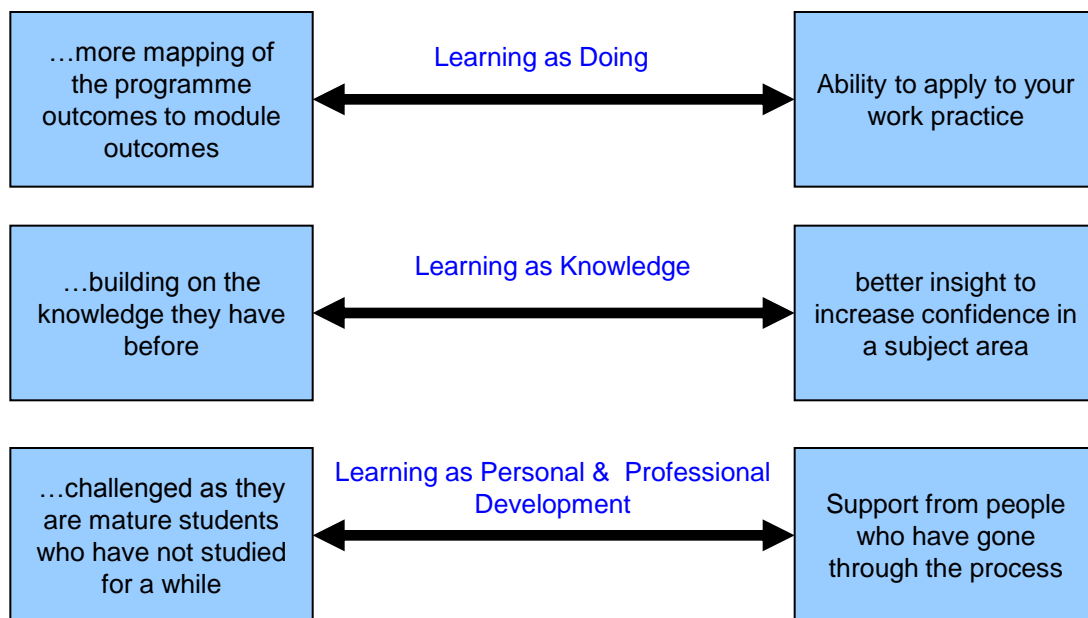 …more mapping of
the programme
outcomes to module
outcomes
Learning as Doing
Ability to apply to your
work practice
…building on the
knowledge they have
before
Learning as Knowledge
better insight to
increase confidence in
a subject area
…challenged as they
are mature students
who have not studied
for a while
Learning as Personal & Professional
Development
Support from people
who have gone
through the process